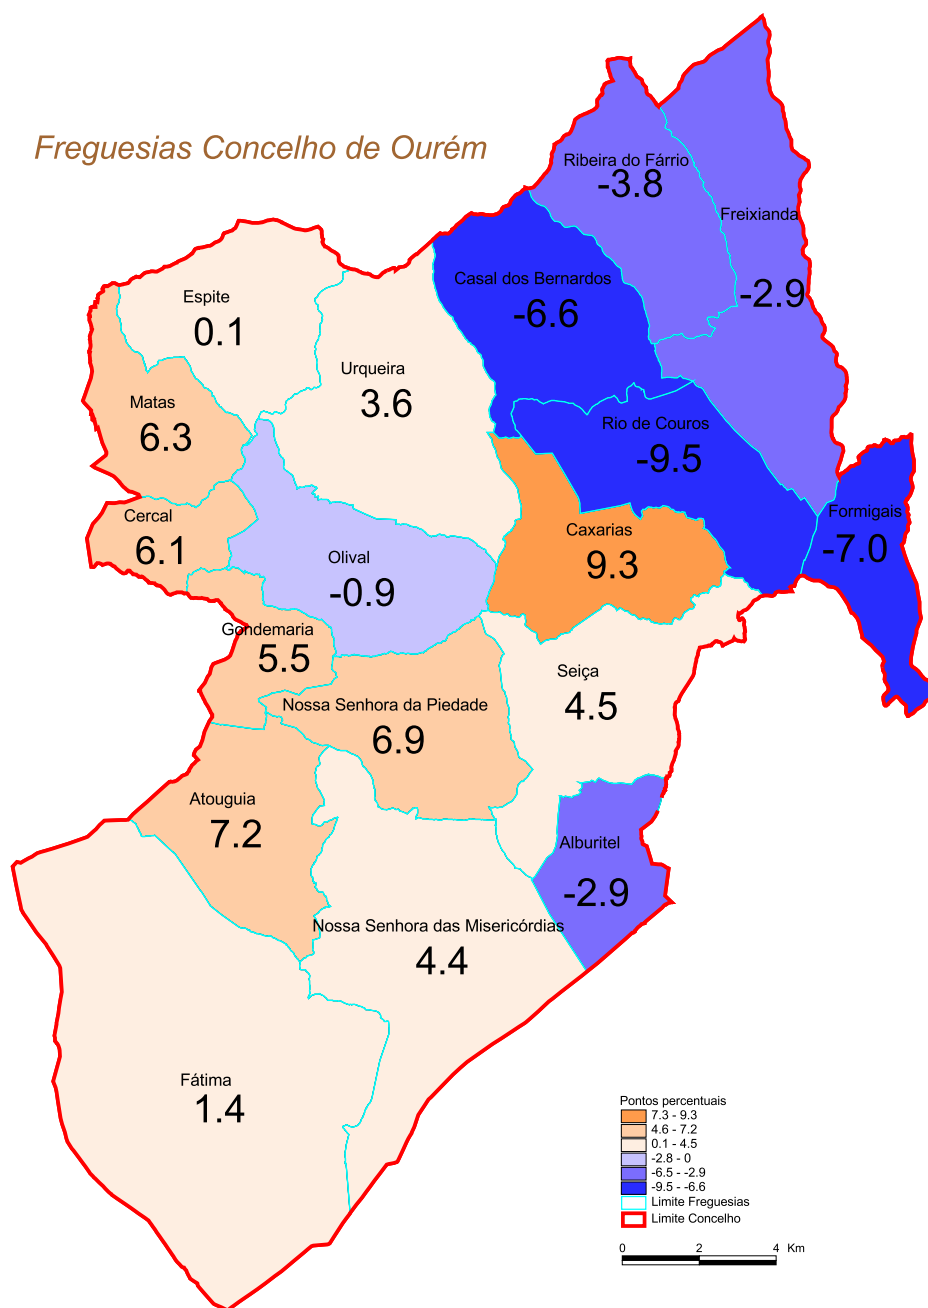 Freguesias Concelho de Ourém
Ribeira do Fárrio
-3.8
Freixianda
-2.9
Casal dos Bernardos
-6.6
Espite
0.1
Urqueira
3.6
Matas
6.3
Rio de Couros
-9.5
Formigais
-7.0
Cercal
6.1
Caxarias
9.3
Olival
-0.9
Gondemaria
5.5
Seiça
4.5
Nossa Senhora da Piedade
6.9
Atouguia
7.2
Alburitel
-2.9
Nossa Senhora das Misericórdias
4.4
Fátima
1.4
Pontos percentuais
7.3 - 9.3
4.6 - 7.2
0.1 - 4.5
-2.8 - 0
-6.5 - -2.9
-9.5 - -6.6
Limite Freguesias
Limite Concelho
0 2 4 Km